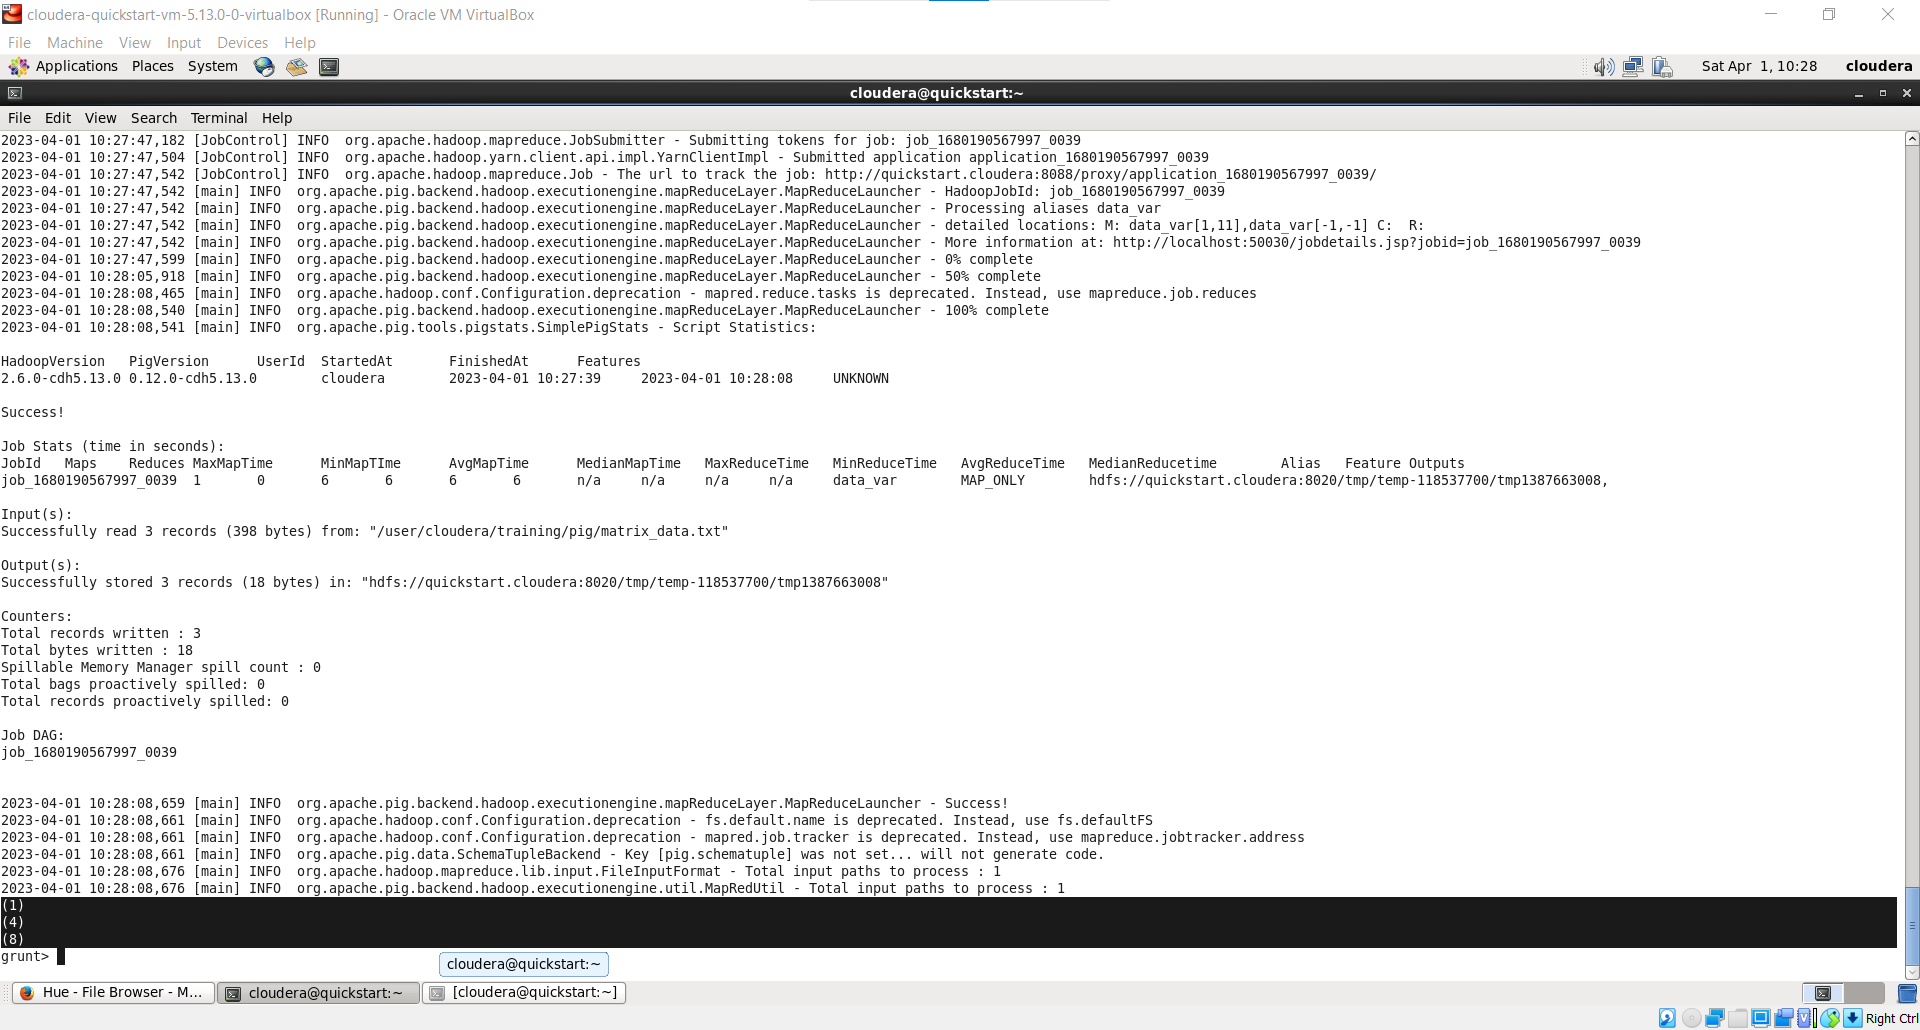 cloudera-quickstart-vm-5.13.0-0-virtualbox [Running] - Oracle VM VirtualBox
File Machine View Input Devices Help
Applications Places System Sat Apr 1, 10:28 cloudera
cloudera@quickstart:~
File Edit View Search Terminal Help
2023-04-01 10:27:47,182 [JobControl] INFO  org.apache.hadoop.mapreduce.JobSubmitter - Submitting tokens for job: job_1680190567997_0039
2023-04-01 10:27:47,504 [JobControl] INFO  org.apache.hadoop.yarn.client.api.impl.YarnClientImpl - Submitted application application_1680190567997_0039
2023-04-01 10:27:47,542 [JobControl] INFO  org.apache.hadoop.mapreduce.Job - The url to track the job: http://quickstart.cloudera:8088/proxy/application_1680190567997_0039/
2023-04-01 10:27:47,542 [main] INFO  org.apache.pig.backend.hadoop.executionengine.mapReduceLayer.MapReduceLauncher - HadoopJobId: job_1680190567997_0039
2023-04-01 10:27:47,542 [main] INFO  org.apache.pig.backend.hadoop.executionengine.mapReduceLayer.MapReduceLauncher - Processing aliases data_var
2023-04-01 10:27:47,542 [main] INFO  org.apache.pig.backend.hadoop.executionengine.mapReduceLayer.MapReduceLauncher - detailed locations: M: data_var[1,11],data_var[-1,-1] C:  R:
2023-04-01 10:27:47,542 [main] INFO  org.apache.pig.backend.hadoop.executionengine.mapReduceLayer.MapReduceLauncher - More information at: http://localhost:50030/jobdetails.jsp?jobid=job_1680190567997_0039
2023-04-01 10:27:47,599 [main] INFO  org.apache.pig.backend.hadoop.executionengine.mapReduceLayer.MapReduceLauncher - 0% complete
2023-04-01 10:28:05,918 [main] INFO  org.apache.pig.backend.hadoop.executionengine.mapReduceLayer.MapReduceLauncher - 50% complete
2023-04-01 10:28:08,465 [main] INFO  org.apache.hadoop.conf.Configuration.deprecation - mapred.reduce.tasks is deprecated. Instead, use mapreduce.job.reduces
2023-04-01 10:28:08,540 [main] INFO  org.apache.pig.backend.hadoop.executionengine.mapReduceLayer.MapReduceLauncher - 100% complete
2023-04-01 10:28:08,541 [main] INFO  org.apache.pig.tools.pigstats.SimplePigStats - Script Statistics:
HadoopVersion PigVersion UserId StartedAt FinishedAt Features
2.6.0-cdh5.13.0 0.12.0-cdh5.13.0 cloudera 2023-04-01 10:27:39 2023-04-01 10:28:08 UNKNOWN
Success!
Job Stats (time in seconds):
JobId Maps Reduces MaxMapTime MinMapTIme AvgMapTime MedianMapTime MaxReduceTime MinReduceTime AvgReduceTime MedianReducetime Alias Feature Outputs
job_1680190567997_0039 1 0 6 6 6 6 n/a n/a n/a n/a data_var MAP_ONLY hdfs://quickstart.cloudera:8020/tmp/temp-118537700/tmp1387663008,
Input(s):
Successfully read 3 records (398 bytes) from: "/user/cloudera/training/pig/matrix_data.txt"
Output(s):
Successfully stored 3 records (18 bytes) in: "hdfs://quickstart.cloudera:8020/tmp/temp-118537700/tmp1387663008"
Counters:
Total records written : 3
Total bytes written : 18
Spillable Memory Manager spill count : 0
Total bags proactively spilled: 0
Total records proactively spilled: 0
Job DAG:
job_1680190567997_0039
2023-04-01 10:28:08,659 [main] INFO  org.apache.pig.backend.hadoop.executionengine.mapReduceLayer.MapReduceLauncher - Success!
2023-04-01 10:28:08,661 [main] INFO  org.apache.hadoop.conf.Configuration.deprecation - fs.default.name is deprecated. Instead, use fs.defaultFS
2023-04-01 10:28:08,661 [main] INFO  org.apache.hadoop.conf.Configuration.deprecation - mapred.job.tracker is deprecated. Instead, use mapreduce.jobtracker.address
2023-04-01 10:28:08,661 [main] INFO  org.apache.pig.data.SchemaTupleBackend - Key [pig.schematuple] was not set... will not generate code.
2023-04-01 10:28:08,676 [main] INFO  org.apache.hadoop.mapreduce.lib.input.FileInputFormat - Total input paths to process : 1
2023-04-01 10:28:08,676 [main] INFO  org.apache.pig.backend.hadoop.executionengine.util.MapRedUtil - Total input paths to process : 1
(1)
(4)
(8)
grunt>
cloudera@quickstart:~
Hue - File Browser - M... cloudera@quickstart:~ [cloudera@quickstart:~]
Right Ctrl